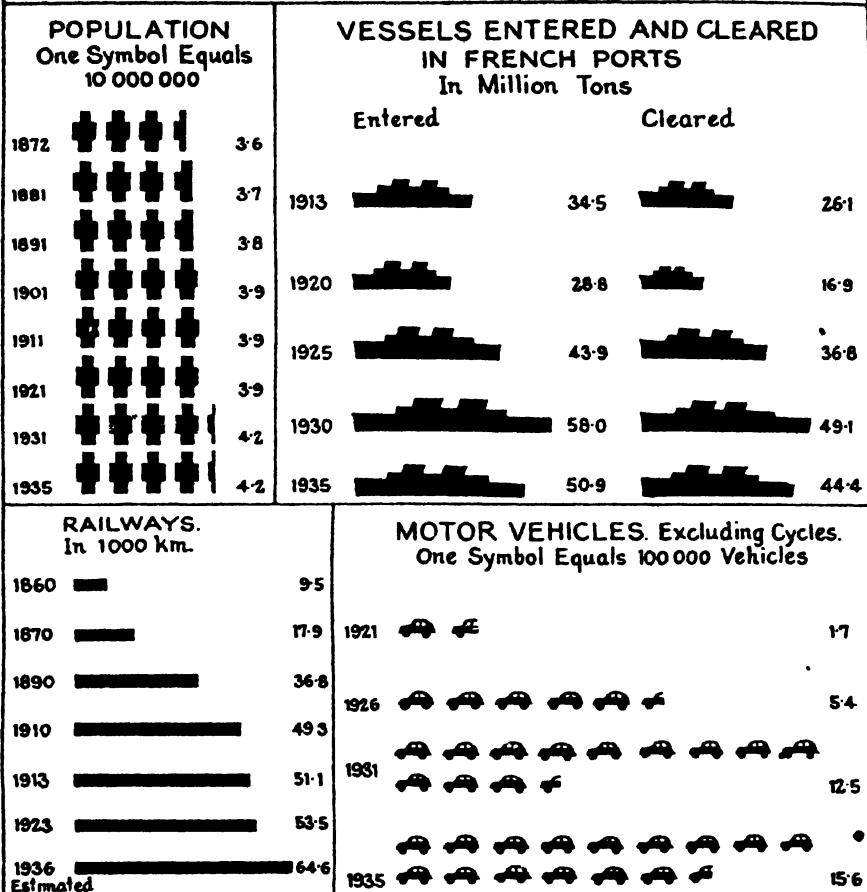 POPULATION
One Symbol Equals
10 000 000
1872 3·6
1881 3·7
1891 3·8
1901 3·9
1911 3·9
1921 3·9
1931 4·2
1935 4·2
VESSELS ENTERED AND CLEARED
IN FRENCH PORTS
In Million Tons
Entered Cleared
1913 34·5 26·1
1920 28·8 16·9
1925 43·9 36·8
1930 58·0 49·1
1935 50·9 44·4
RAILWAYS.
In 1000 km.
1860 9·5
1870 17·9
1890 36·8
1910 49·3
1913 51·1
1923 53·5
1936 64·6
Estmated
MOTOR VEHICLES. Excluding Cycles.
One Symbol Equals 100 000 Vehicles
1921 1·7
1926 5·4
1931 12·5
1935 15·6